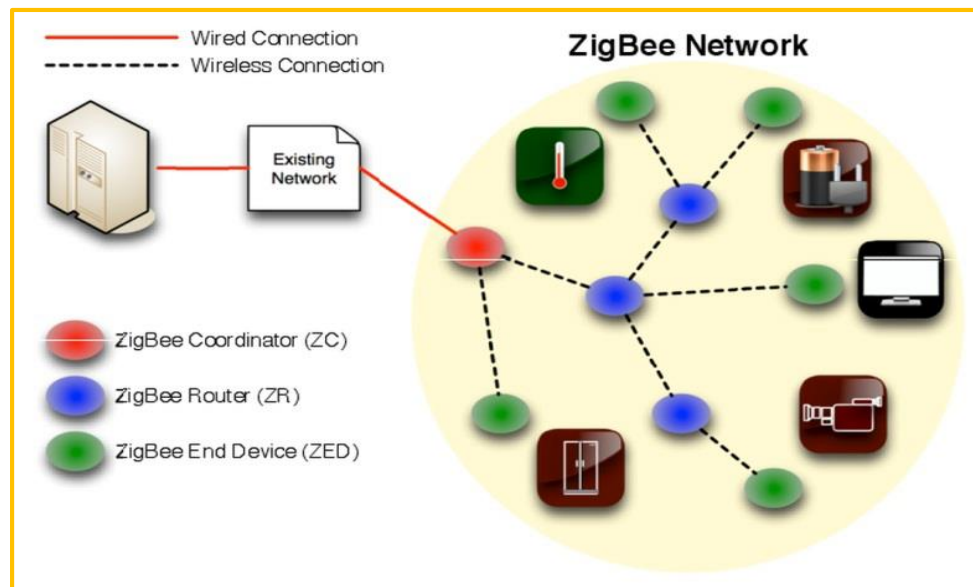 Wired Connection
Wireless Connection
ZigBee Network
Existing
Network
ZigBee Coordinator (ZC)
ZigBee Router (ZR)
ZigBee End Device (ZED)